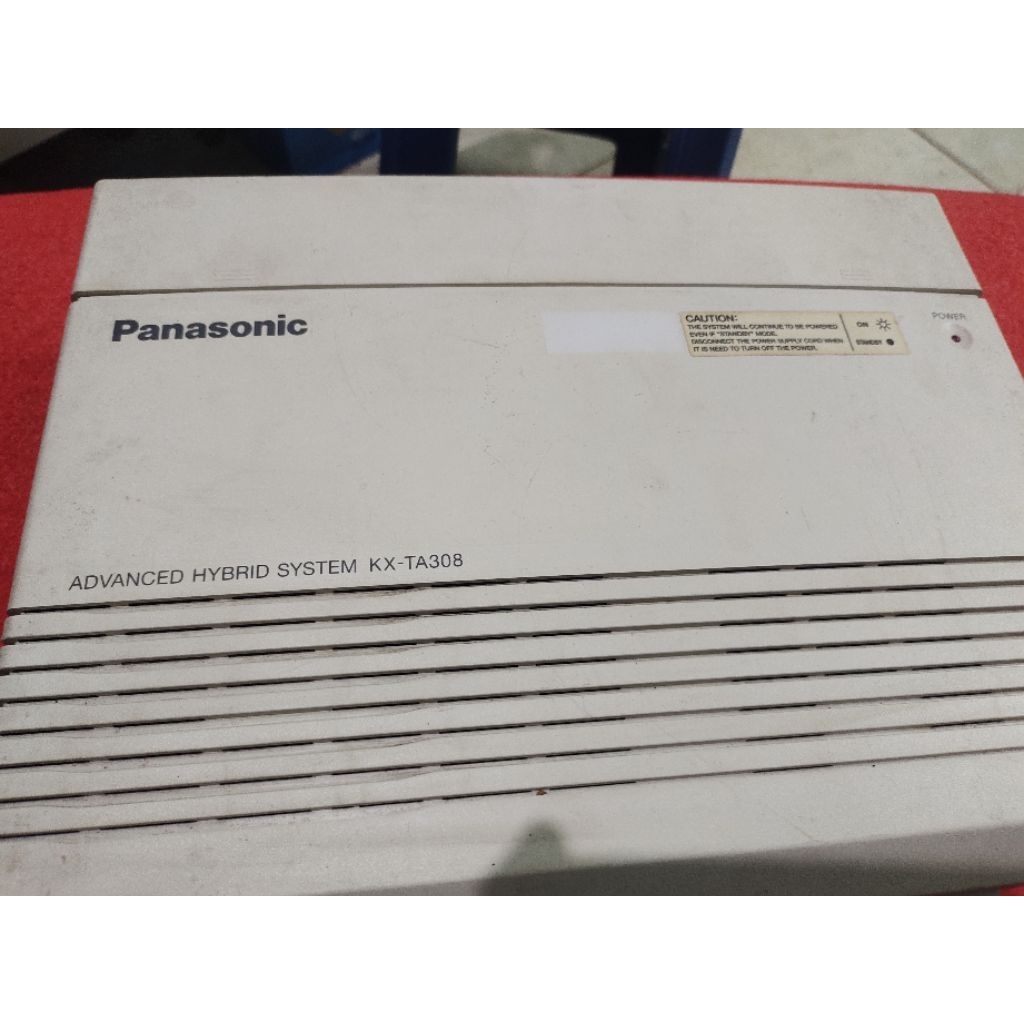 Panasonic
CAUTION:
THE SYSTEM WILL CONTINUE TO BE POWERED
EVEN IF "STANDBY" MODE.
DISCONNECT THE POWER SUPPLY CORD WHEN
IT IS NEED TO TURN OFF THE POWER.
ON
STANDBY
POWER
ADVANCED HYBRID SYSTEM KX-TA308